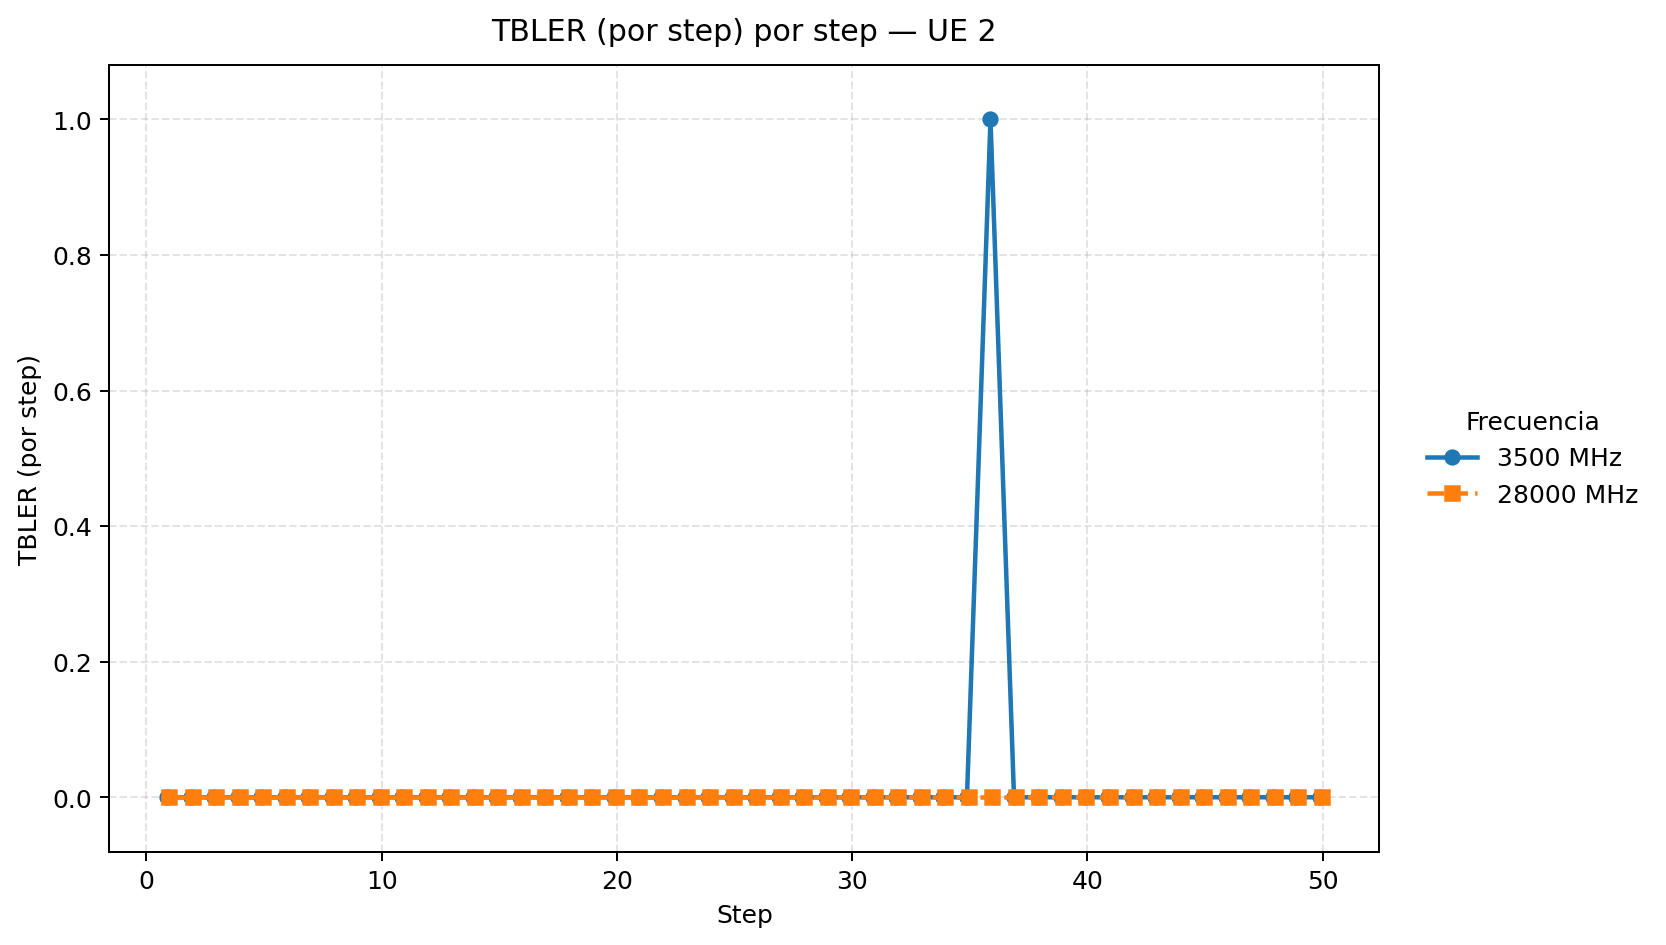 TBLER (por step) por step — UE 2
TBLER (por step)
1.0
0.8
0.6
0.4
0.2
0.0
0
10
20
30
40
50
Step
Frecuencia
3500 MHz
28000 MHz